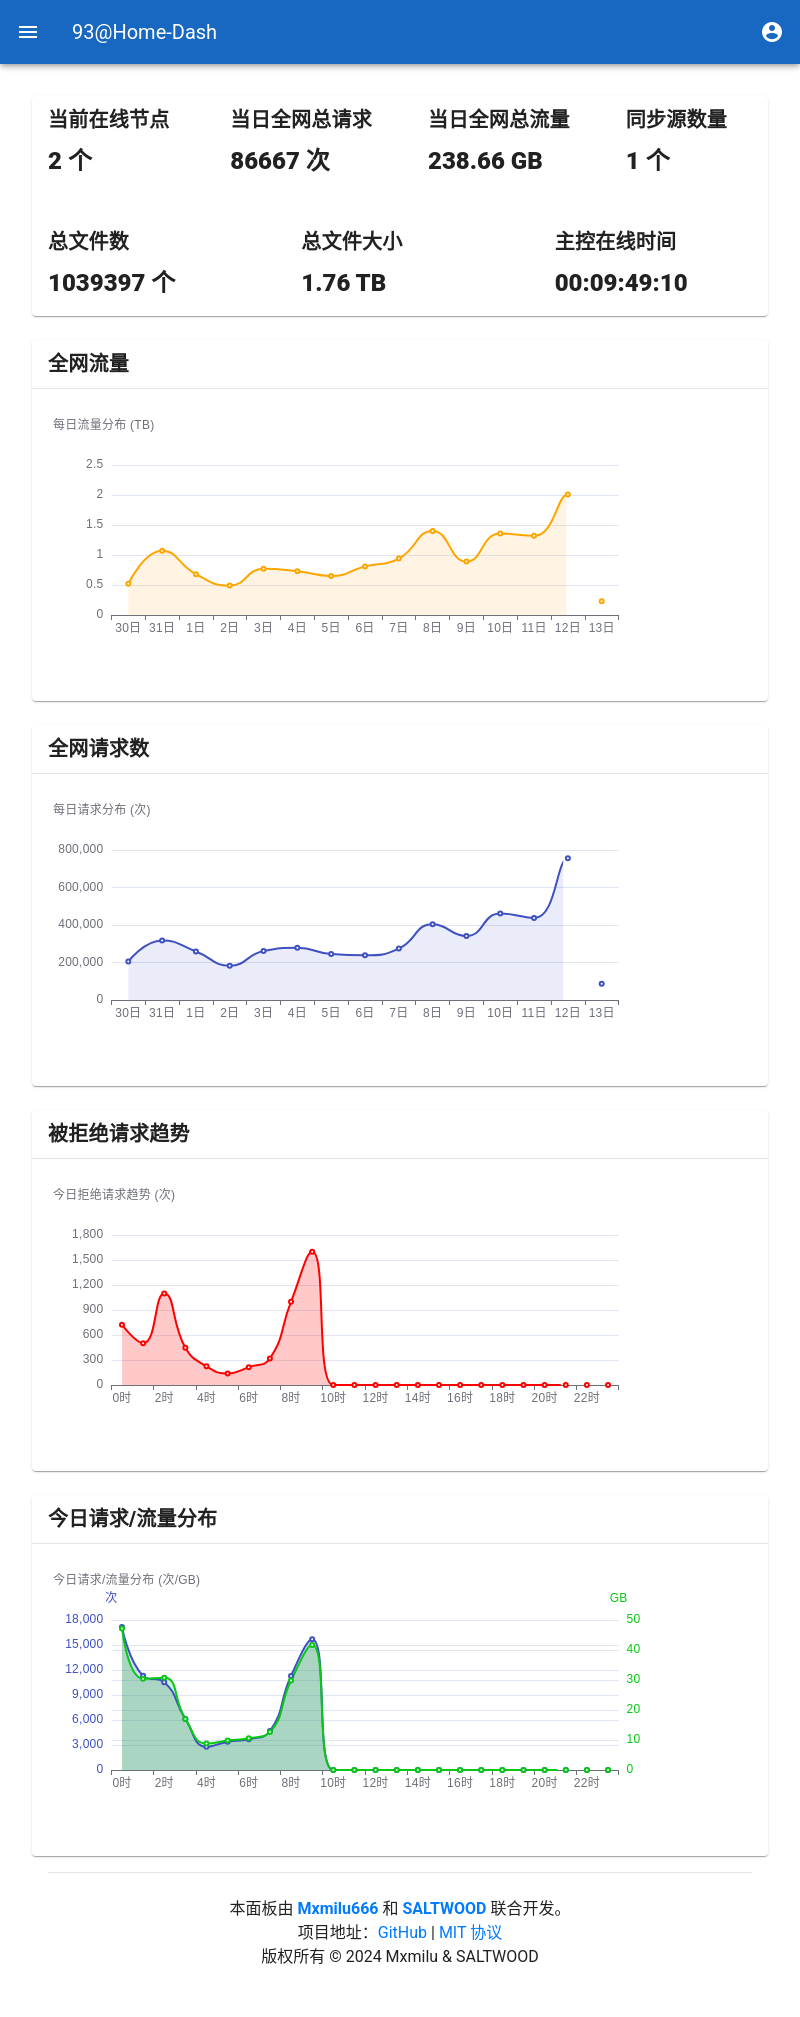 93@Home-Dash
当前在线节点 当日全网总请求 当日全网总流量 同步源数量
2 个 86667 次 238.66 GB 1 个
总文件数 总文件大小 主控在线时间
1039397 个 1.76 TB 00:09:49:10
全网流量
每日流量分布 (TB)
2.5
2
1.5
1
0.5
0
30日 31日 1日 2日 3日 4日 5日 6日 7日 8日 9日 10日 11日 12日 13日
全网请求数
每日请求分布 (次)
800,000
600,000
400,000
200,000
0
30日 31日 1日 2日 3日 4日 5日 6日 7日 8日 9日 10日 11日 12日 13日
被拒绝请求趋势
今日拒绝请求趋势 (次)
1,800
1,500
1,200
900
600
300
0
0时 2时 4时 6时 8时 10时 12时 14时 16时 18时 20时 22时
今日请求/流量分布
今日请求/流量分布 (次/GB)
次 GB
18,000 50
15,000 40
12,000 30
9,000 20
6,000 10
3,000 0
0
0时 2时 4时 6时 8时 10时 12时 14时 16时 18时 20时 22时
本面板由 Mxmilu666 和 SALTWOOD 联合开发。
项目地址：GitHub | MIT 协议
版权所有 © 2024 Mxmilu & SALTWOOD